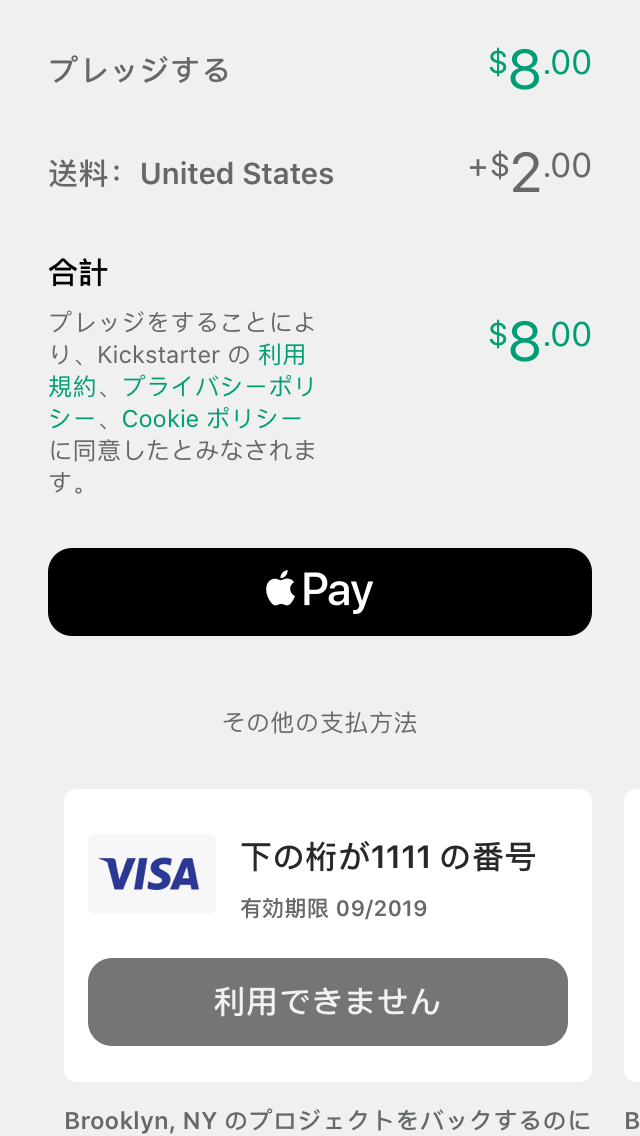 プレッジする $8.00
送料： United States +$2.00
合計
プレッジをすることによ
り、Kickstarter の 利用
規約、プライバシーポリ
シー、Cookie ポリシー
に同意したとみなされま
す。
$8.00
Pay
その他の支払方法
VISA
下の桁が1111 の番号
有効期限 09/2019
利用できません
Brooklyn, NY のプロジェクトをバックするのに
B